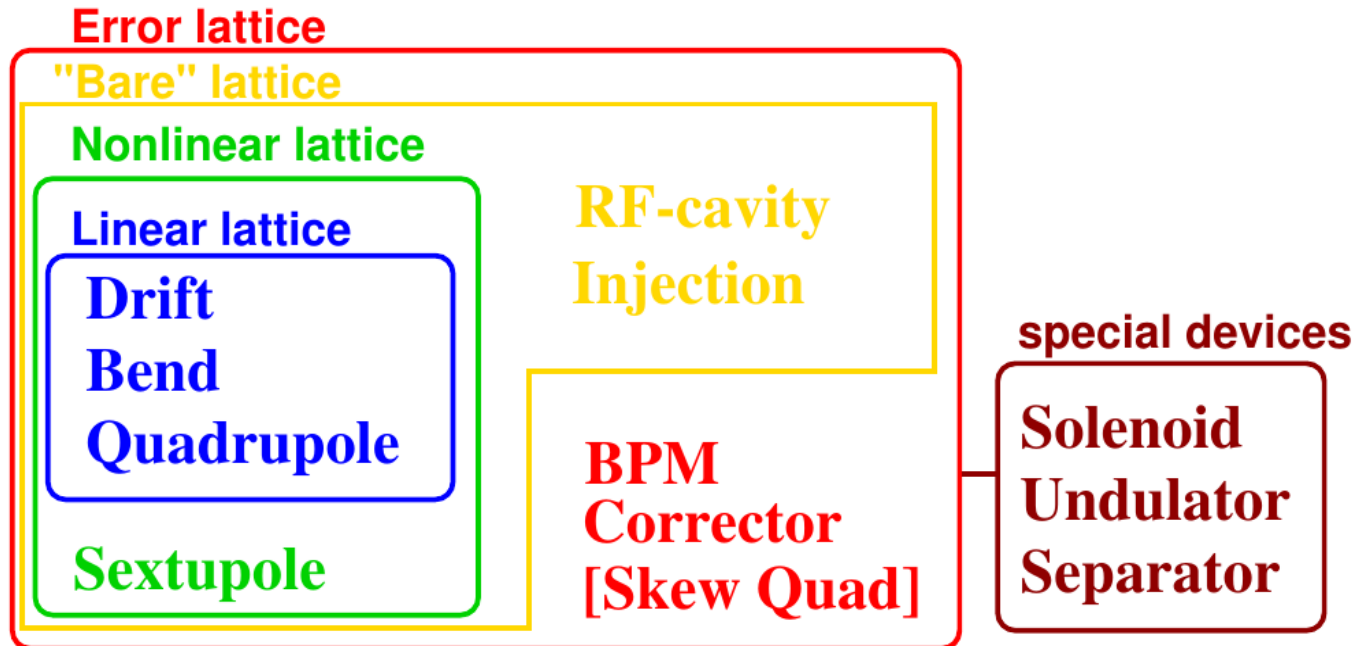 Error lattice
"Bare" lattice
Nonlinear lattice
Linear lattice
Drift
Bend
Quadrupole
Sextupole
RF-cavity
Injection
BPM
Corrector
[Skew Quad]
special devices
Solenoid
Undulator
Separator